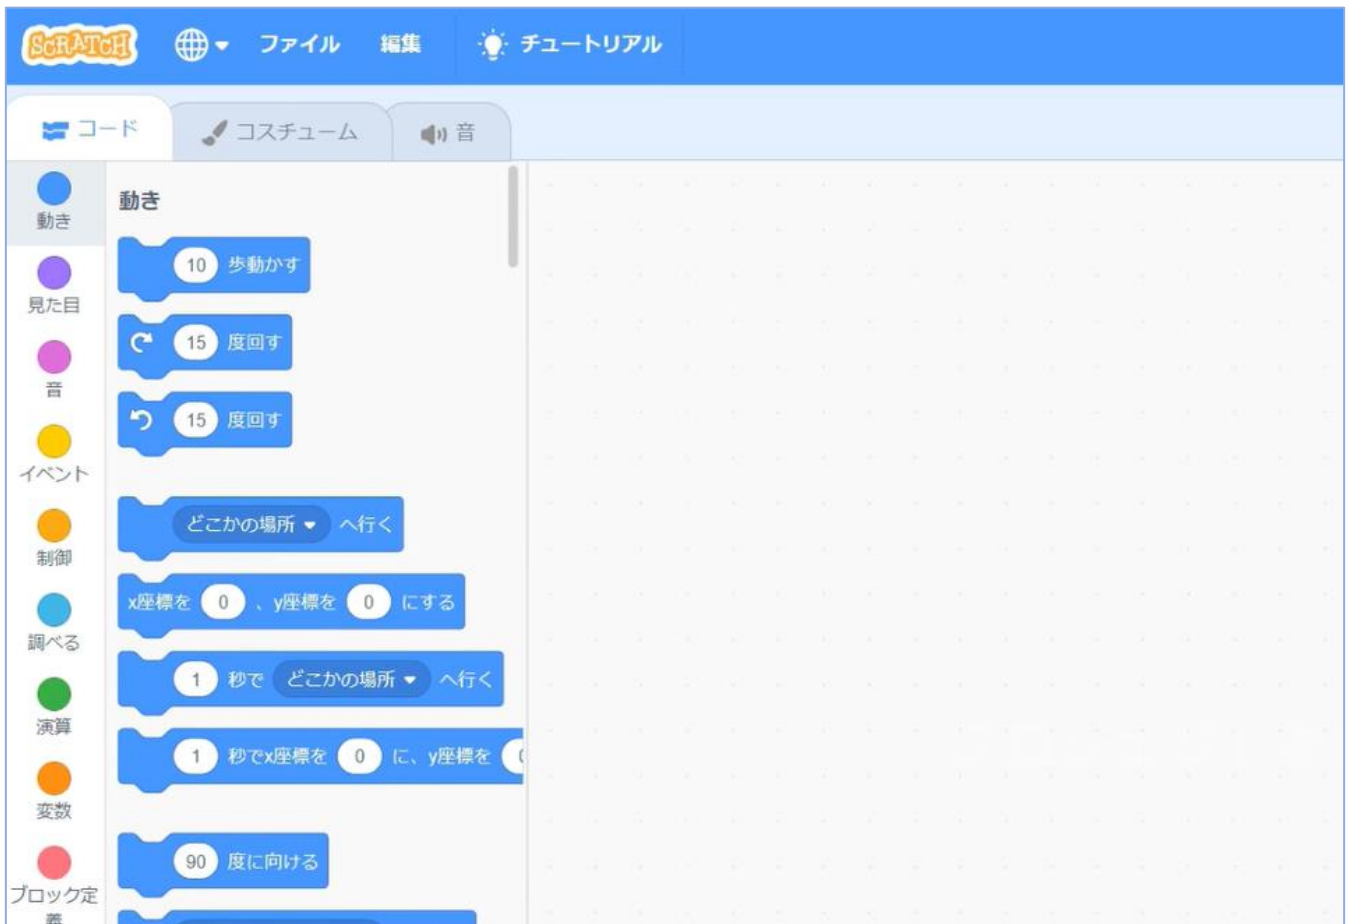 SCRATCH ファイル 編集 チュートリアル
コード コスチューム 音
動き
見た目
音
イベント
制御
調べる
演算
変数
ブロック定
義
動き
10 歩動かす
15 度回す
15 度回す
どこかの場所 へ行く
x座標を 0 、y座標を 0 にする
1 秒で どこかの場所 へ行く
1 秒でx座標を 0 に、y座標を
90 度に向ける